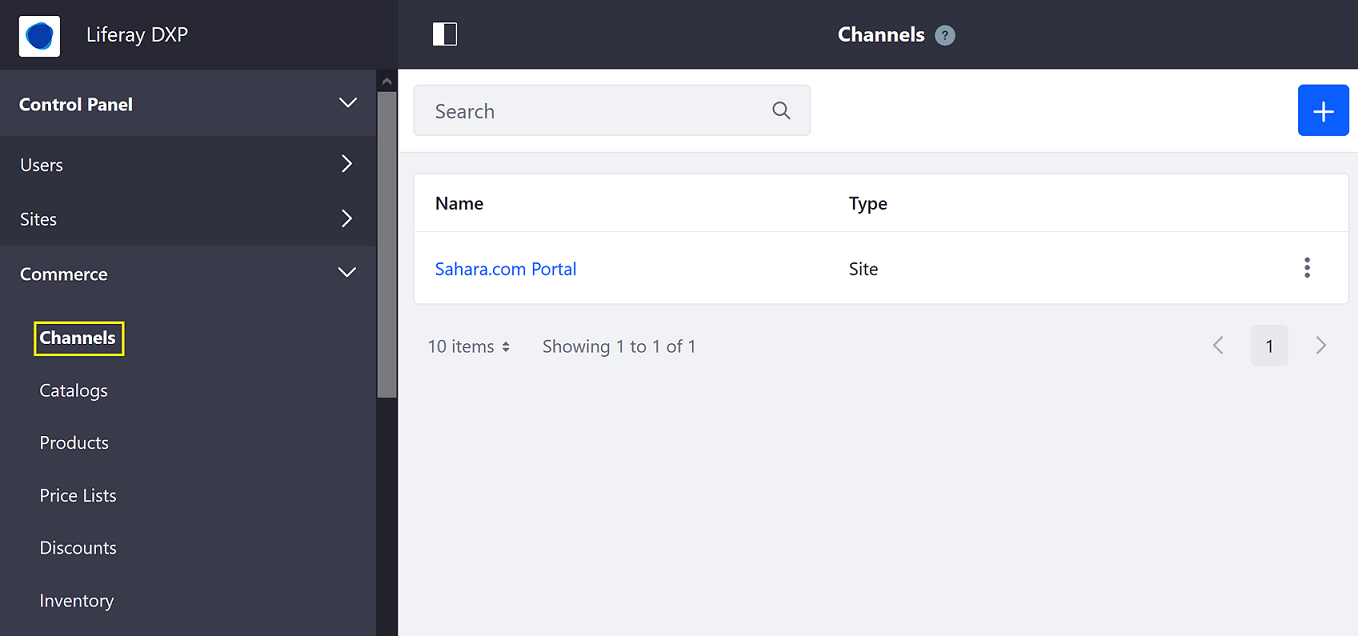 Liferay DXP
Channels ?
Control Panel
Users
Sites
Commerce
Channels
Catalogs
Products
Price Lists
Discounts
Inventory
Search
Name Type
Sahara.com Portal Site
10 items Showing 1 to 1 of 1 1